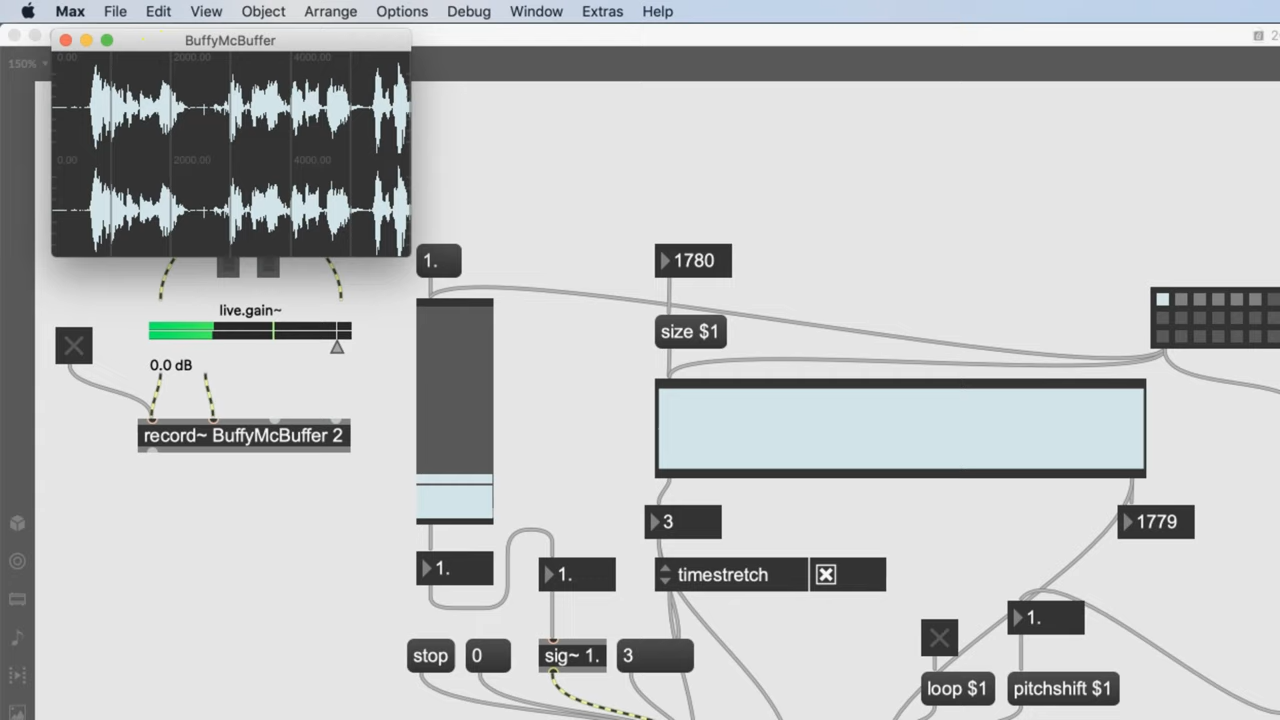 Max File Edit View Object Arrange Options Debug Window Extras Help
BuffyMcBuffer
150%
0.00 2000.00 4000.00
0.00 2000.00 4000.00
1.
1780
live.gain~
size $1
0.0 dB
record~ BuffyMcBuffer 2
3
1779
1.
1.
timestretch
1.
stop
0
sig~ 1.
3
loop $1
pitchshift $1